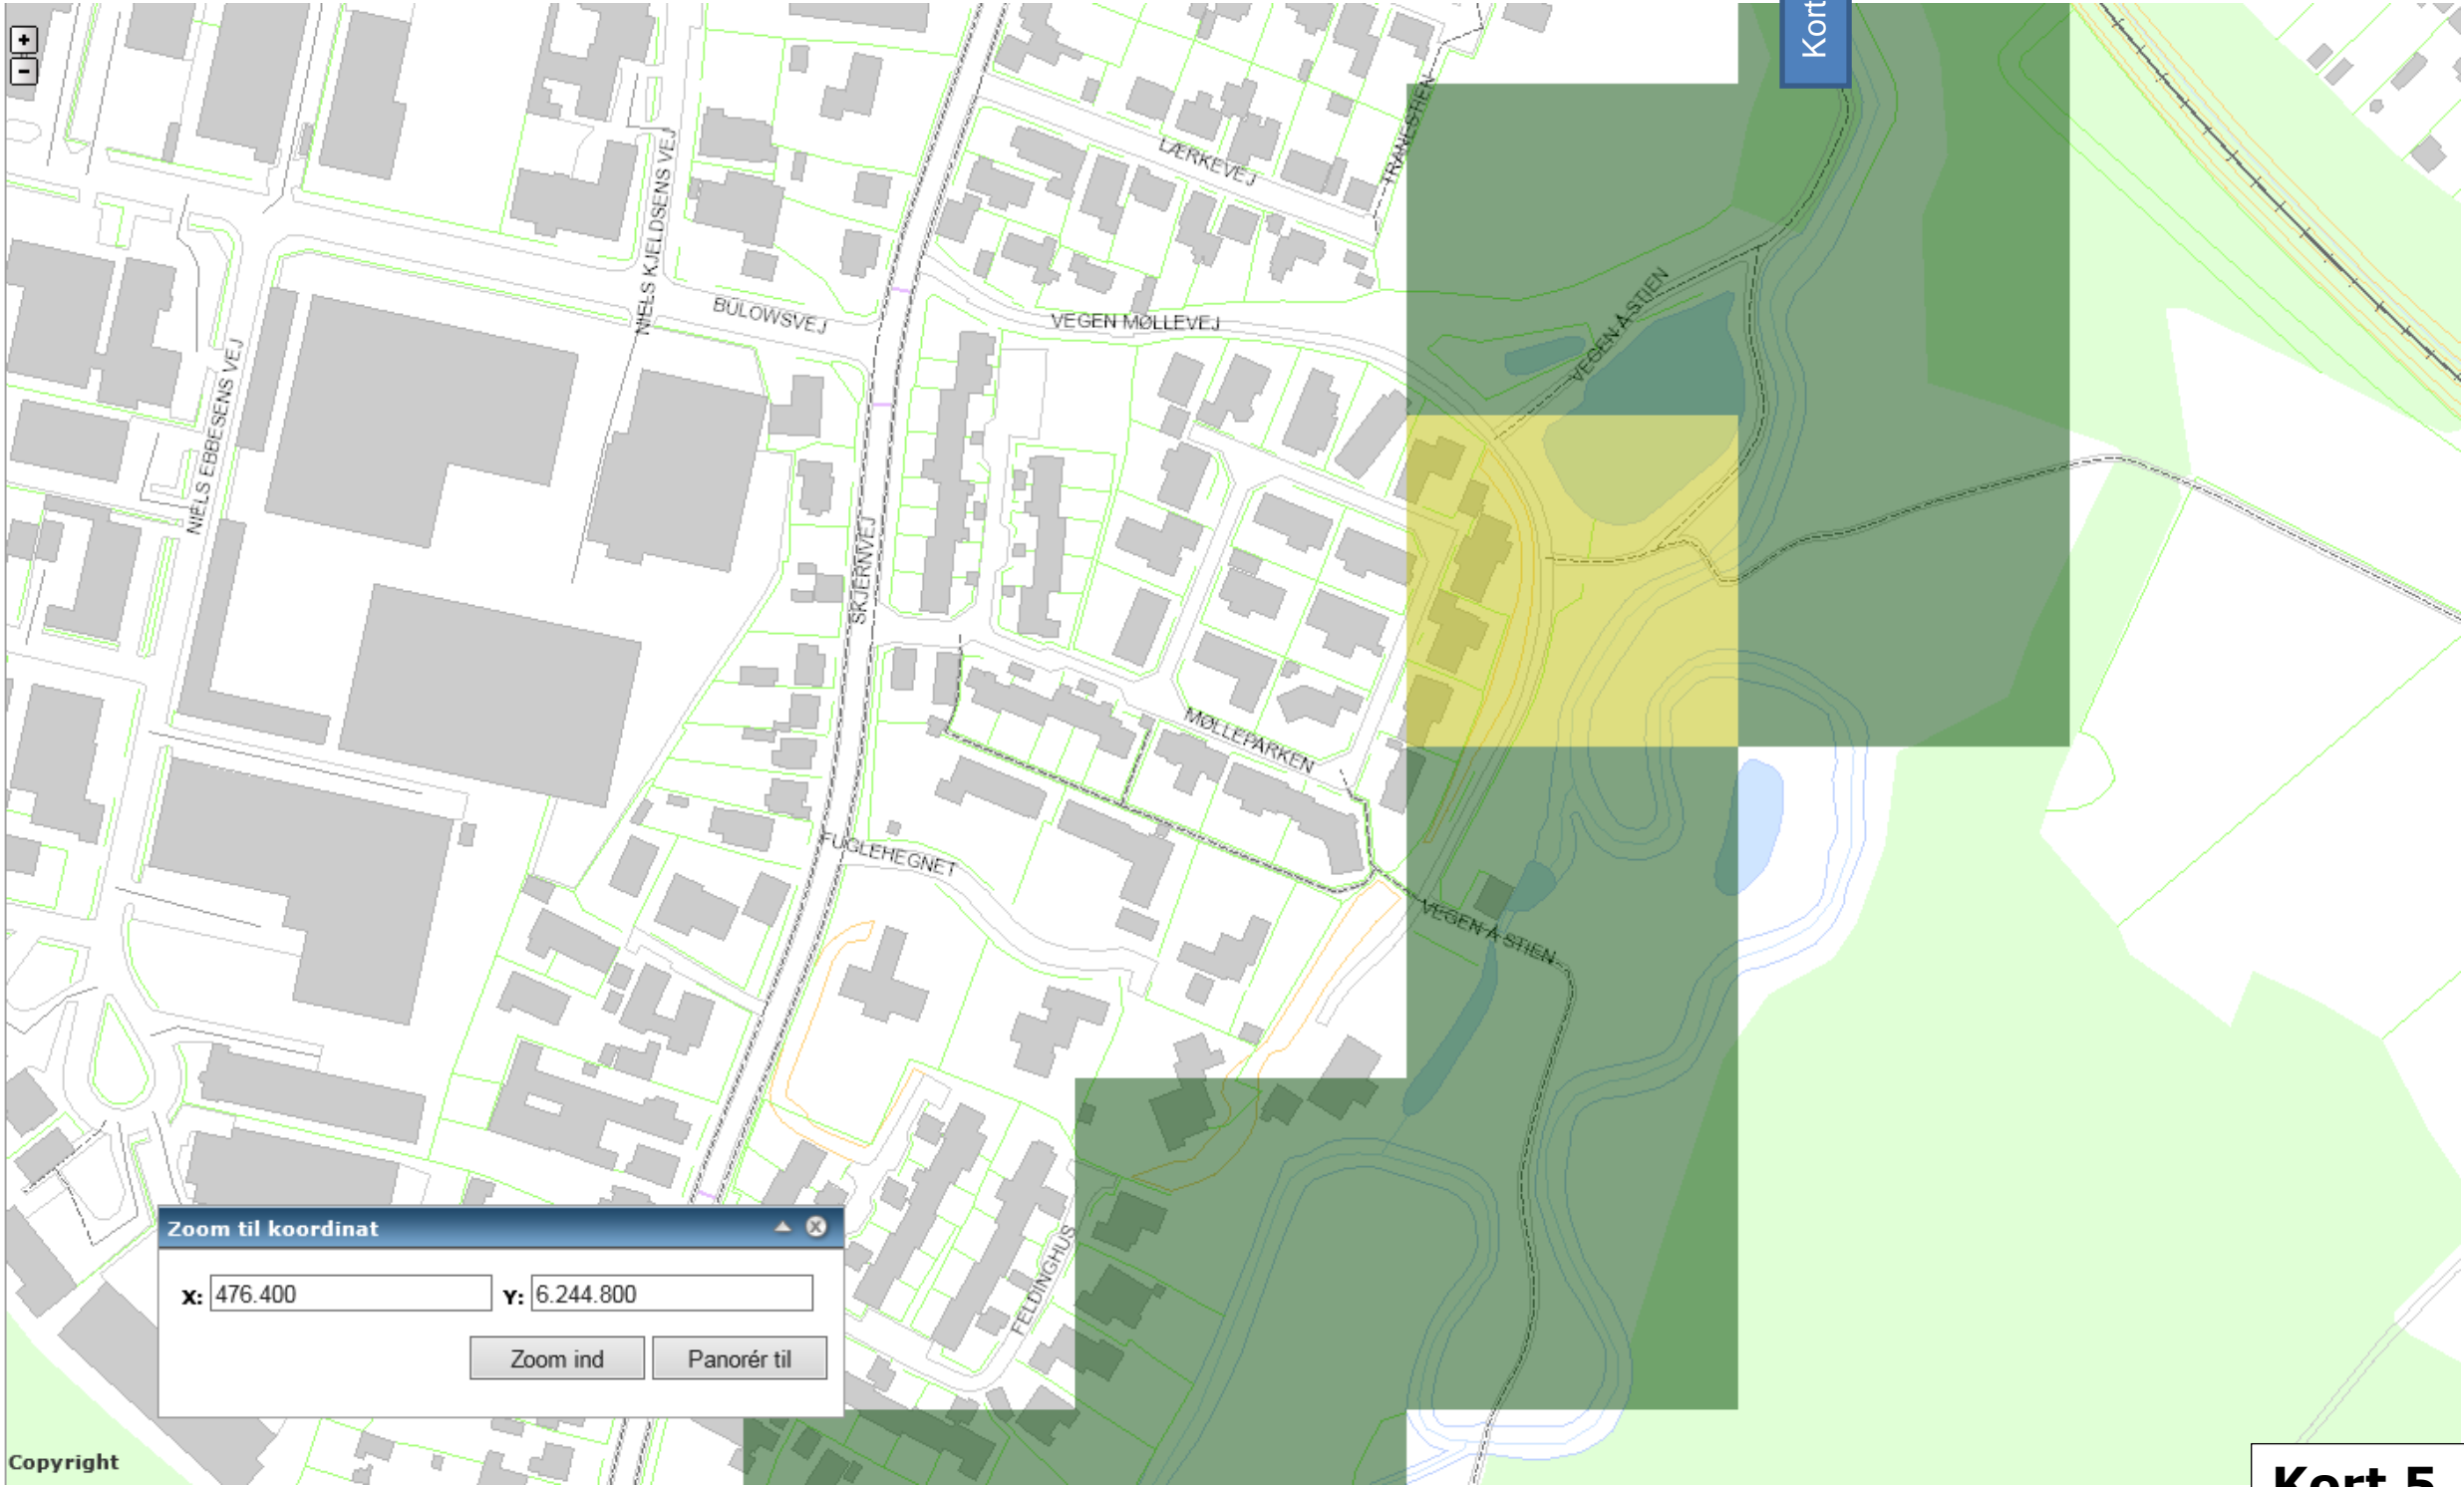 +
-
Kort
TRANESTIEN
LÆRKEVEJ
NIELS KJELDSENS VEJ
BÜLOWSVEJ
VEGEN MØLLEVEJ
VEGEN Å STIEN
NIELS EBBESENS VEJ
SKJERNVEJ
MØLLEPARKEN
FUGLEHEGNET
VEGEN Å STIEN
FELDINGHUS
Zoom til koordinat
X: 476.400 Y: 6.244.800
Zoom ind Panorér til
Copyright
Kort 5